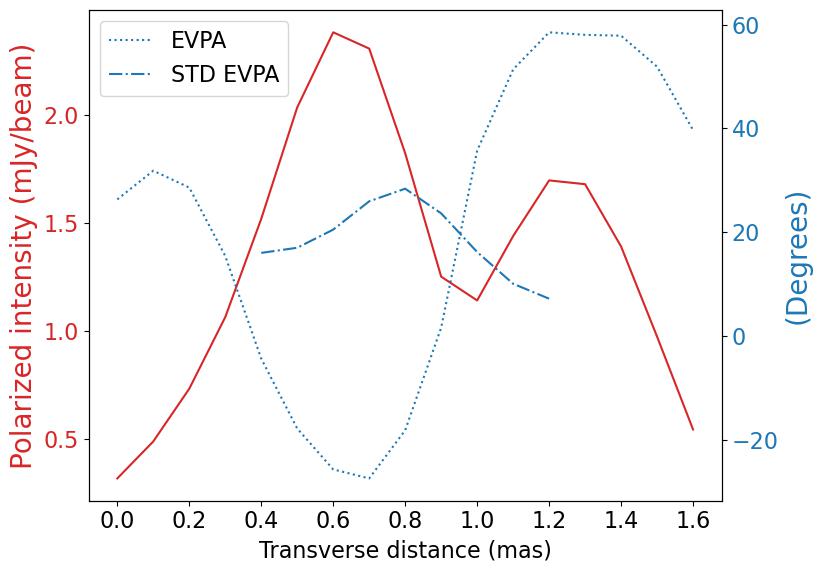 EVPA
STD EVPA
Polarized intensity (mJy/beam)
2.0
1.5
1.0
0.5
60
40
20
0
−20
(Degrees)
0.0 0.2 0.4 0.6 0.8 1.0 1.2 1.4 1.6
Transverse distance (mas)